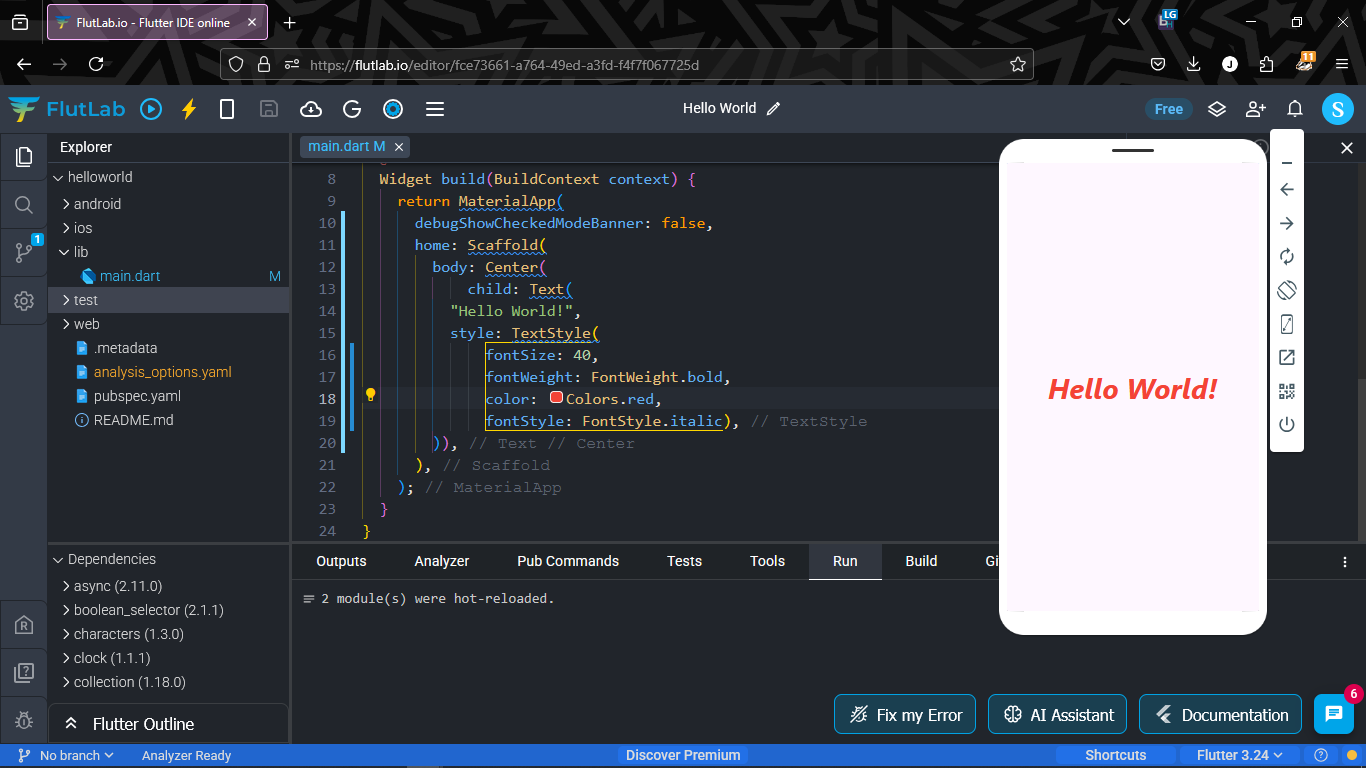 FlutLab.io - Flutter IDE online
LG
https://flutlab.io/editor/fce73661-a764-49ed-a3fd-f4f7f067725d
J
11
FlutLab
Hello World
Free
S
Explorer
main.dart M
helloworld
android
ios
lib
main.dart M
test
web
.metadata
analysis_options.yaml
pubspec.yaml
README.md
1
8 Widget build(BuildContext context) {
9 return MaterialApp(
10 debugShowCheckedModeBanner: false,
11 home: Scaffold(
12 body: Center(
13 child: Text(
14 "Hello World!",
15 style: TextStyle(
16 fontSize: 40,
17 fontWeight: FontWeight.bold,
18 color: Colors.red,
19 fontStyle: FontStyle.italic), // TextStyle
20 )), // Text // Center
21 ), // Scaffold
22 ); // MaterialApp
23 }
24 }
Hello World!
Dependencies
async (2.11.0)
boolean_selector (2.1.1)
characters (1.3.0)
clock (1.1.1)
collection (1.18.0)
Flutter Outline
R
Outputs Analyzer Pub Commands Tests Tools Run Build Gi
2 module(s) were hot-reloaded.
Fix my Error
AI Assistant
Documentation
6
No branch
Analyzer Ready
Discover Premium
Shortcuts
Flutter 3.24